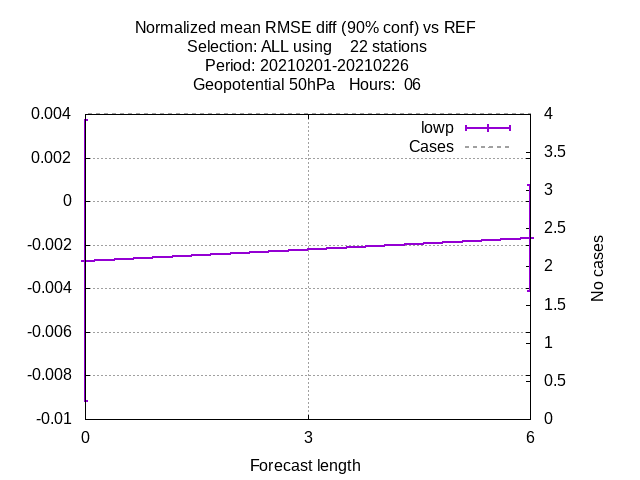 Normalized mean RMSE diff (90% conf) vs REF
Selection: ALL using    22 stations
Period: 20210201-20210226
Geopotential 50hPa   Hours:  06
lowp
Cases
0.004
0.002
0
-0.002
-0.004
-0.006
-0.008
-0.01
4
3.5
3
2.5
2
1.5
1
0.5
0
No cases
0 3 6
Forecast length